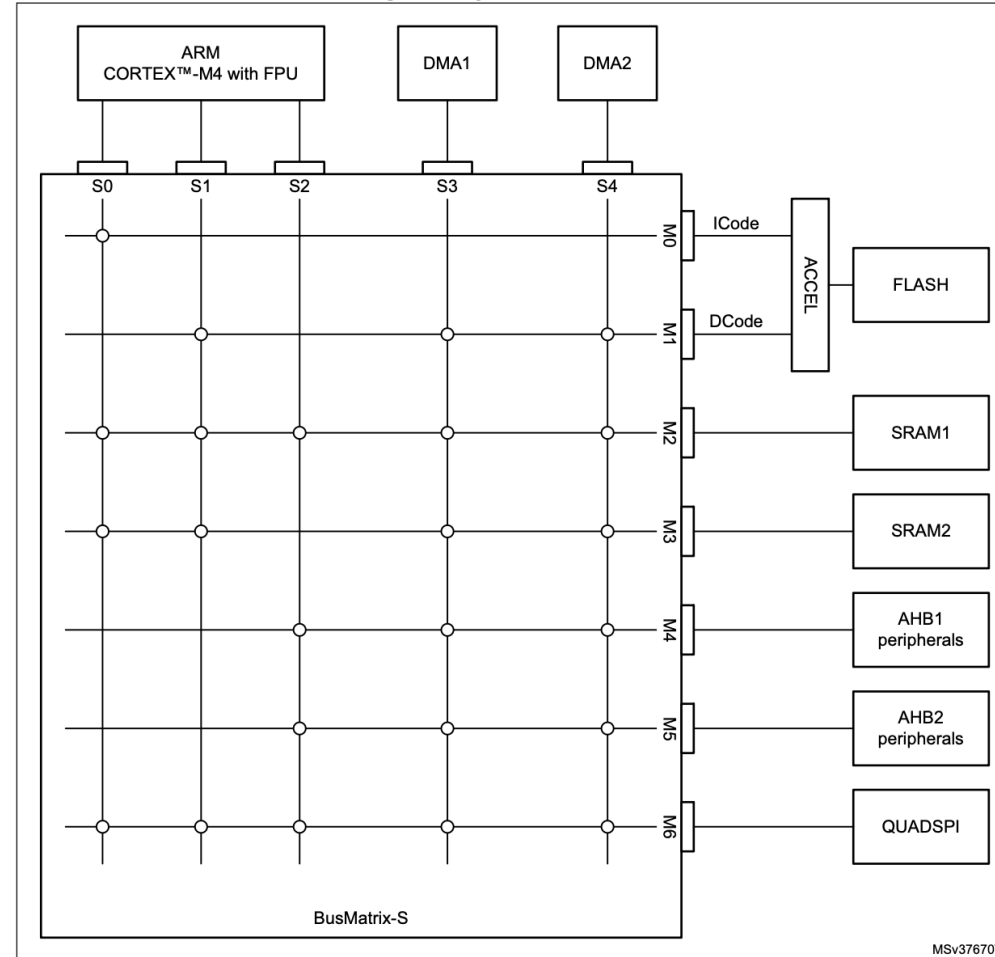 ARM
CORTEX™-M4 with FPU
DMA1
DMA2
S0
S1
S2
S3
S4
M0
ICode
ACCEL
FLASH
M1
DCode
M2
SRAM1
M3
SRAM2
M4
AHB1
peripherals
M5
AHB2
peripherals
M6
QUADSPI
BusMatrix-S